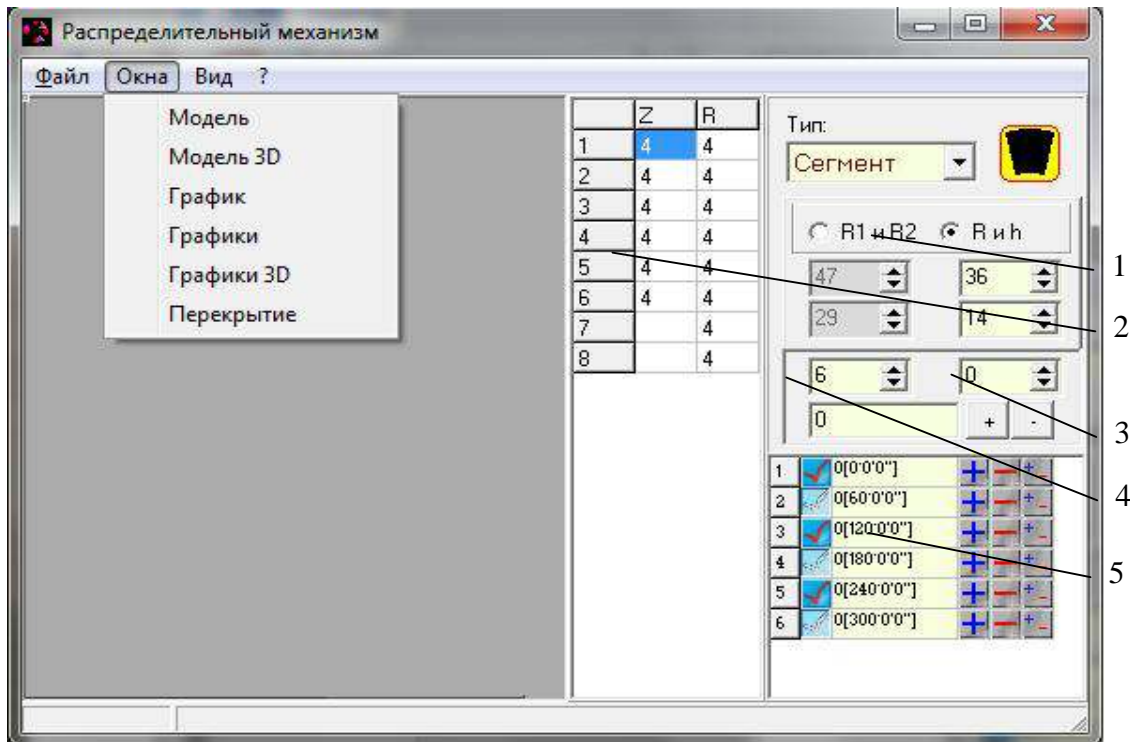 Распределительный механизм
Файл Окна Вид ?
Модель
Модель 3D
График
Графики
Графики 3D
Перекрытие
Z R
1 4 4
2 4 4
3 4 4
4 4 4
5 4 4
6 4 4
7 4
8 4
Тип:
Сегмент
R1 и R2 R и h
47 36
29 14
6 0
0 + -
1 0[0·0'0"] + - + -
2 0[60·0'0"] + - + -
3 0[120·0'0"] + - + -
4 0[180·0'0"] + - + -
5 0[240·0'0"] + - + -
6 0[300·0'0"] + - + -
1
2
3
4
5